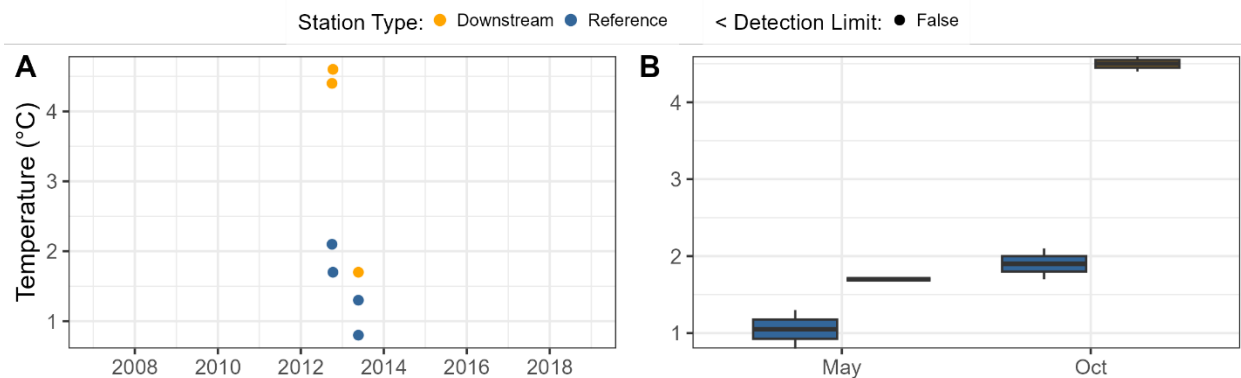 Station Type: Downstream Reference < Detection Limit: False
A
B
Temperature (°C)
4
3
2
1
2008 2010 2012 2014 2016 2018
4
3
2
1
May Oct